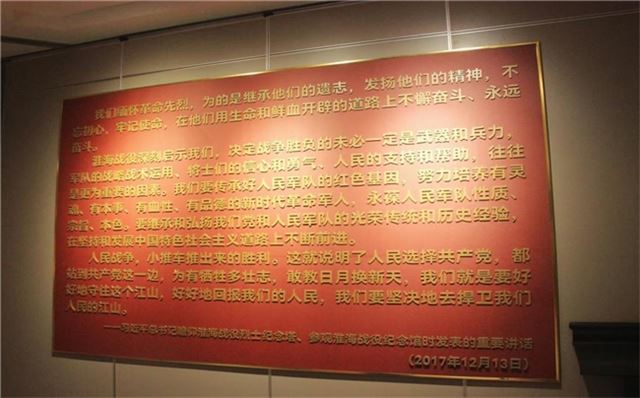 我们缅怀革命先烈，为的是继承他们的遗志，发扬他们的精神，不
忘初心、牢记使命，在他们用生命和鲜血开辟的道路上不懈奋斗、永远
奋斗。
淮海战役深刻启示我们，决定战争胜负的未必一定是武器和兵力，
军队的战略战术运用、将士们的信心和勇气、人民的支持和帮助，往往
是更为重要的因素。我们要传承好人民军队的红色基因，努力培养有灵
魂、有本事、有血性、有品德的新时代革命军人，永葆人民军队性质、
宗旨、本色，要继承和弘扬我们党和人民军队的光荣传统和历史经验，
在坚持和发展中国特色社会主义道路上不断前进。
人民战争，小推车推出来的胜利。这就说明了人民选择共产党，都
站到共产党这一边，为有牺牲多壮志，敢教日月换新天，我们就是要好
好地守住这个江山，好好地回报我们的人民，我们要坚决地去捍卫我们
人民的江山。
——习近平总书记瞻仰淮海战役烈士纪念塔、参观淮海战役纪念馆时发表的重要讲话
（2017年12月13日）